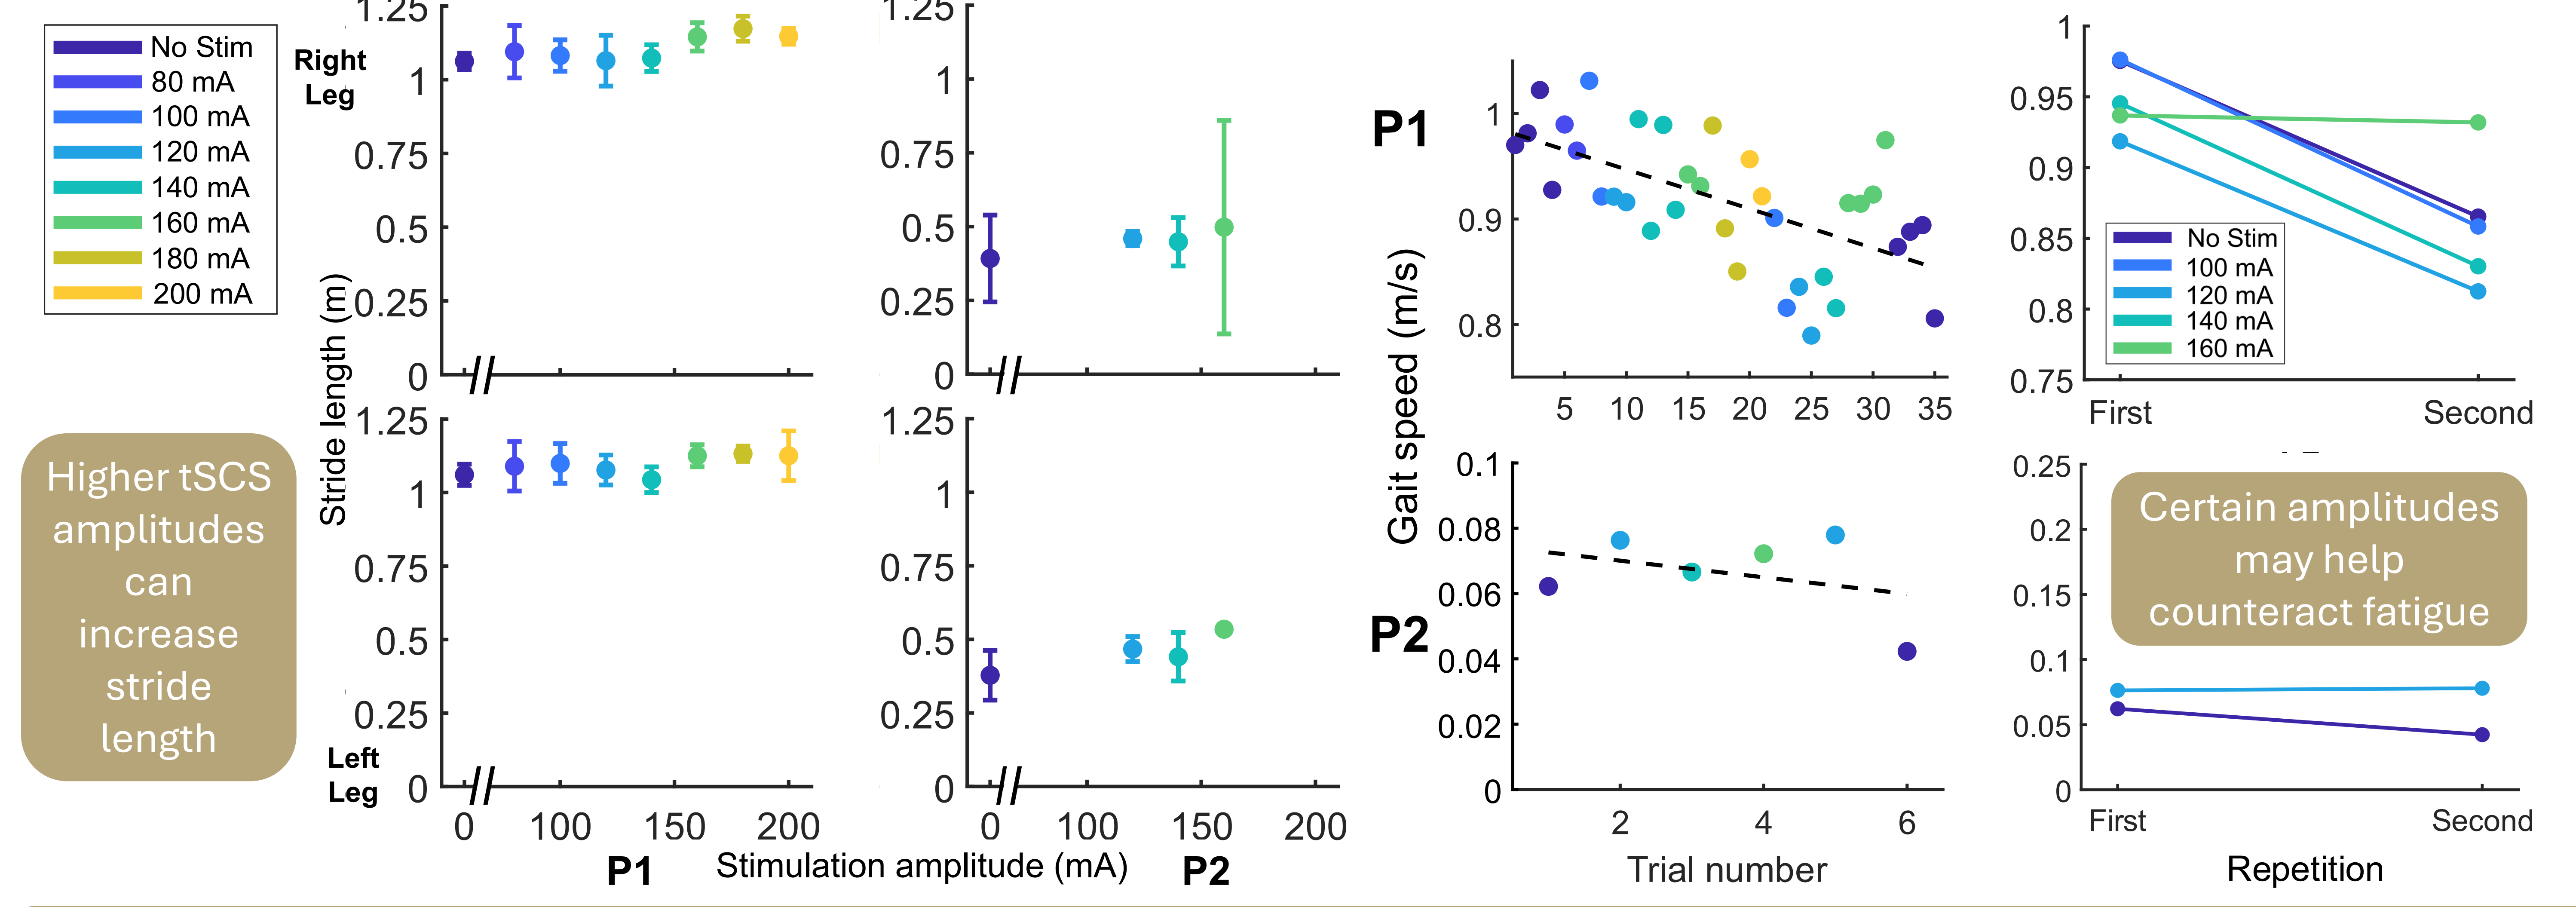 No Stim
80 mA
100 mA
120 mA
140 mA
160 mA
180 mA
200 mA
Higher tSCS
amplitudes
can
increase
stride
length
Right
Leg
Left
Leg
Stride length (m)
1.25
1
0.75
0.5
0.25
0
1.25
1
0.75
0.5
0.25
0
1.25
1
0.75
0.5
0.25
0
0
100
150
200
1.25
1
0.75
0.5
0.25
0
0
100
150
200
P1
Stimulation amplitude (mA)
P2
P1
P2
Gait speed (m/s)
1
0.9
0.8
5
10
15
20
25
30
35
0.1
0.08
0.06
0.04
0.02
0
2
4
6
Trial number
1
0.95
0.9
0.85
0.8
0.75
No Stim
100 mA
120 mA
140 mA
160 mA
First
Second
0.25
0.2
0.15
0.1
0.05
0
Certain amplitudes
may help
counteract fatigue
First
Second
Repetition